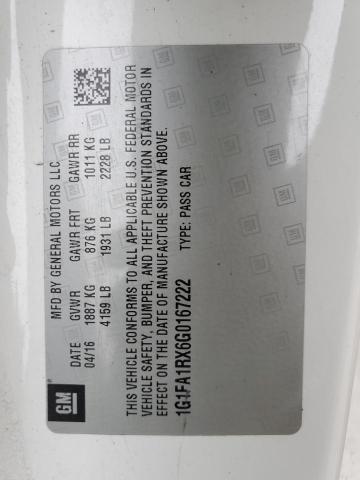 GM
MFD BY GENERAL MOTORS LLC
DATE GVWR GAWR FRT GAWR RR
04/16 1887 KG 876 KG 1011 KG
4159 LB 1931 LB 2228 LB
THIS VEHICLE CONFORMS TO ALL APPLICABLE U.S. FEDERAL MOTOR
VEHICLE SAFETY, BUMPER, AND THEFT PREVENTION STANDARDS IN
EFFECT ON THE DATE OF MANUFACTURE SHOWN ABOVE.
1G1FA1RX6G0167222 TYPE: PASS CAR